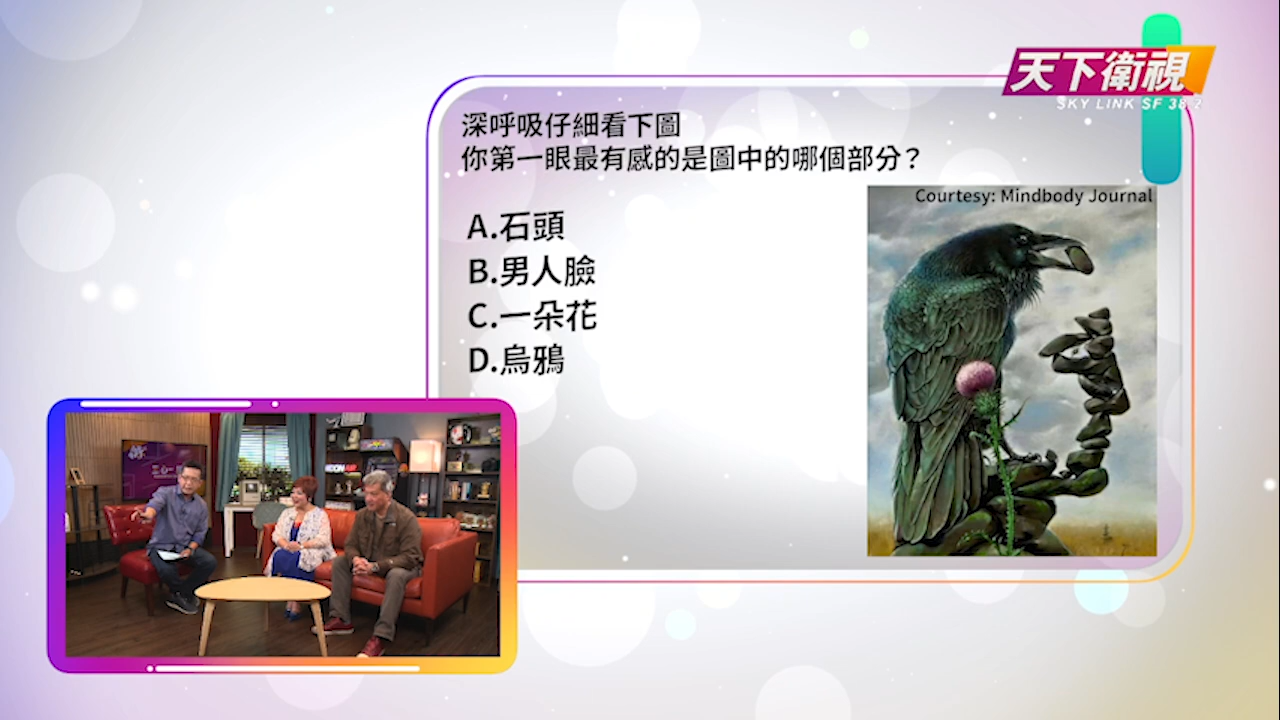 天下衛視
SKY LINK SF 38.2
深呼吸仔細看下圖
你第一眼最有感的是圖中的哪個部分？
Courtesy: Mindbody Journal
A.石頭
B.男人臉
C.一朵花
D.烏鴉